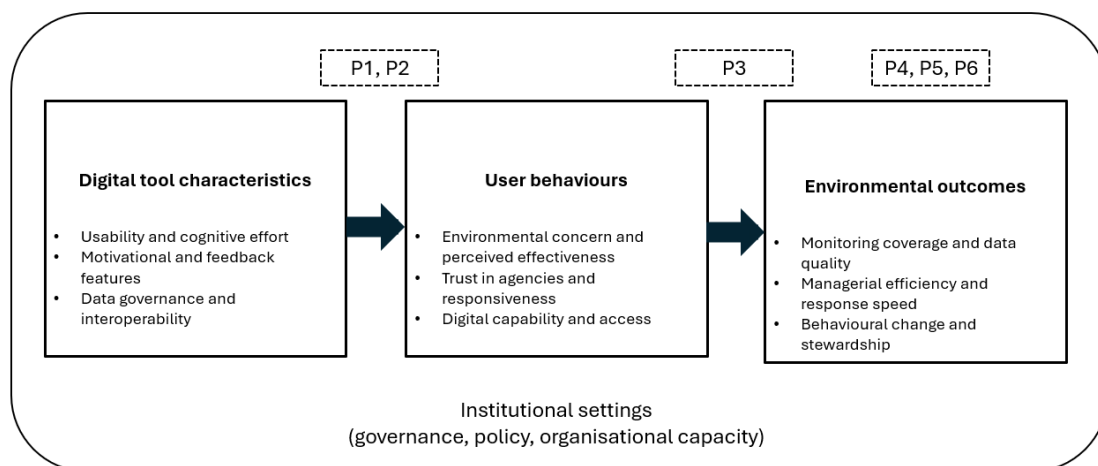 P1, P2
P3
P4, P5, P6
Digital tool characteristics
• Usability and cognitive effort
• Motivational and feedback
features
• Data governance and
interoperability
User behaviours
• Environmental concern and
perceived effectiveness
• Trust in agencies and
responsiveness
• Digital capability and access
Environmental outcomes
• Monitoring coverage and data
quality
• Managerial efficiency and
response speed
• Behavioural change and
stewardship
Institutional settings
(governance, policy, organisational capacity)